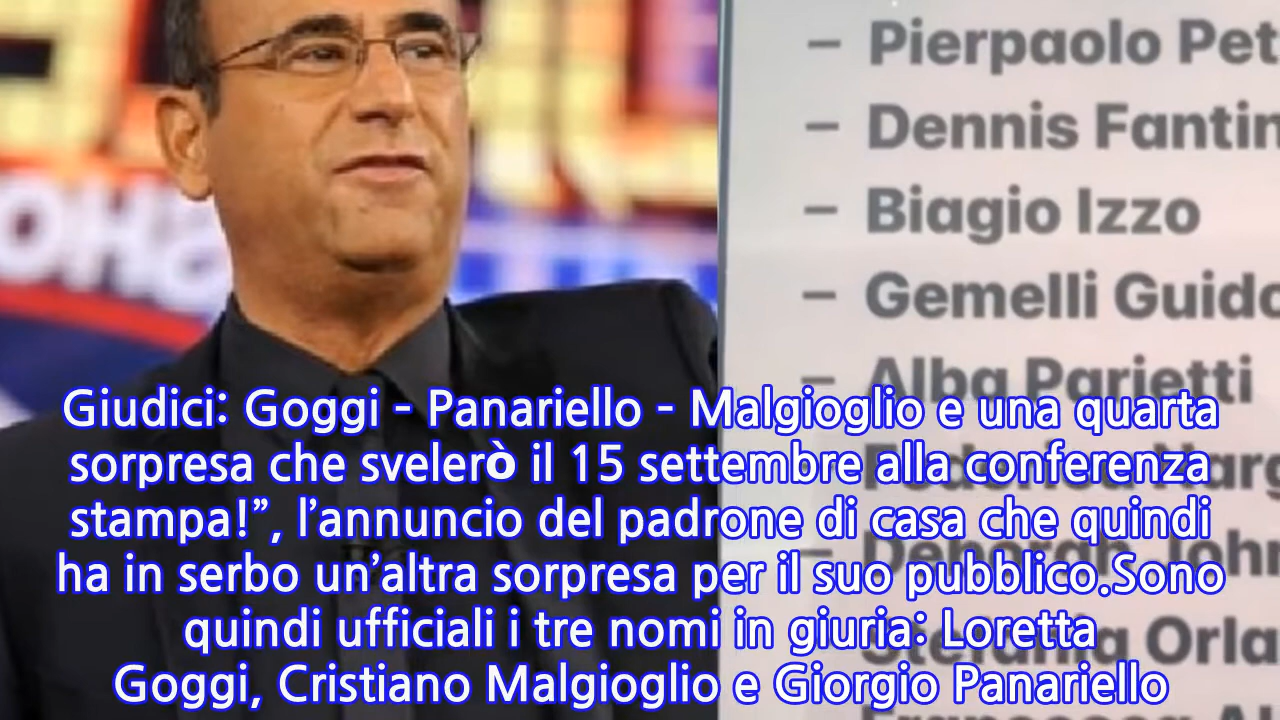 – Pierpaolo Pet
– Dennis Fantin
– Biagio Izzo
– Gemelli Guido
– Alba Parietti
Giudici: Goggi - Panariello - Malgioglio e una quarta
sorpresa che svelerò il 15 settembre alla conferenza
stampa!”, l’annuncio del padrone di casa che quindi
ha in serbo un’altra sorpresa per il suo pubblico.Sono
quindi ufficiali i tre nomi in giuria: Loretta
Goggi, Cristiano Malgioglio e Giorgio Panariello